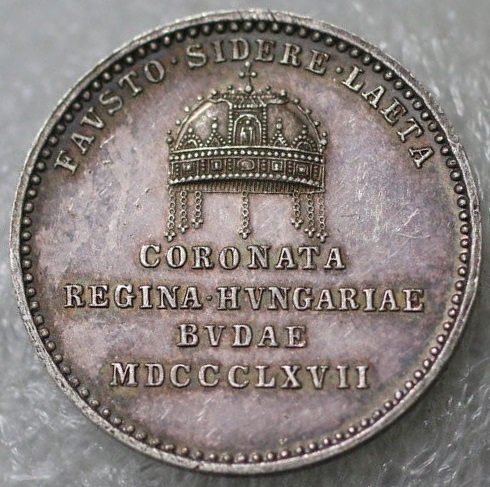 FAVSTO · SIDERE · LAETA
CORONATA
REGINA · HVNGARIAE
BVDAE
MDCCCLXVII